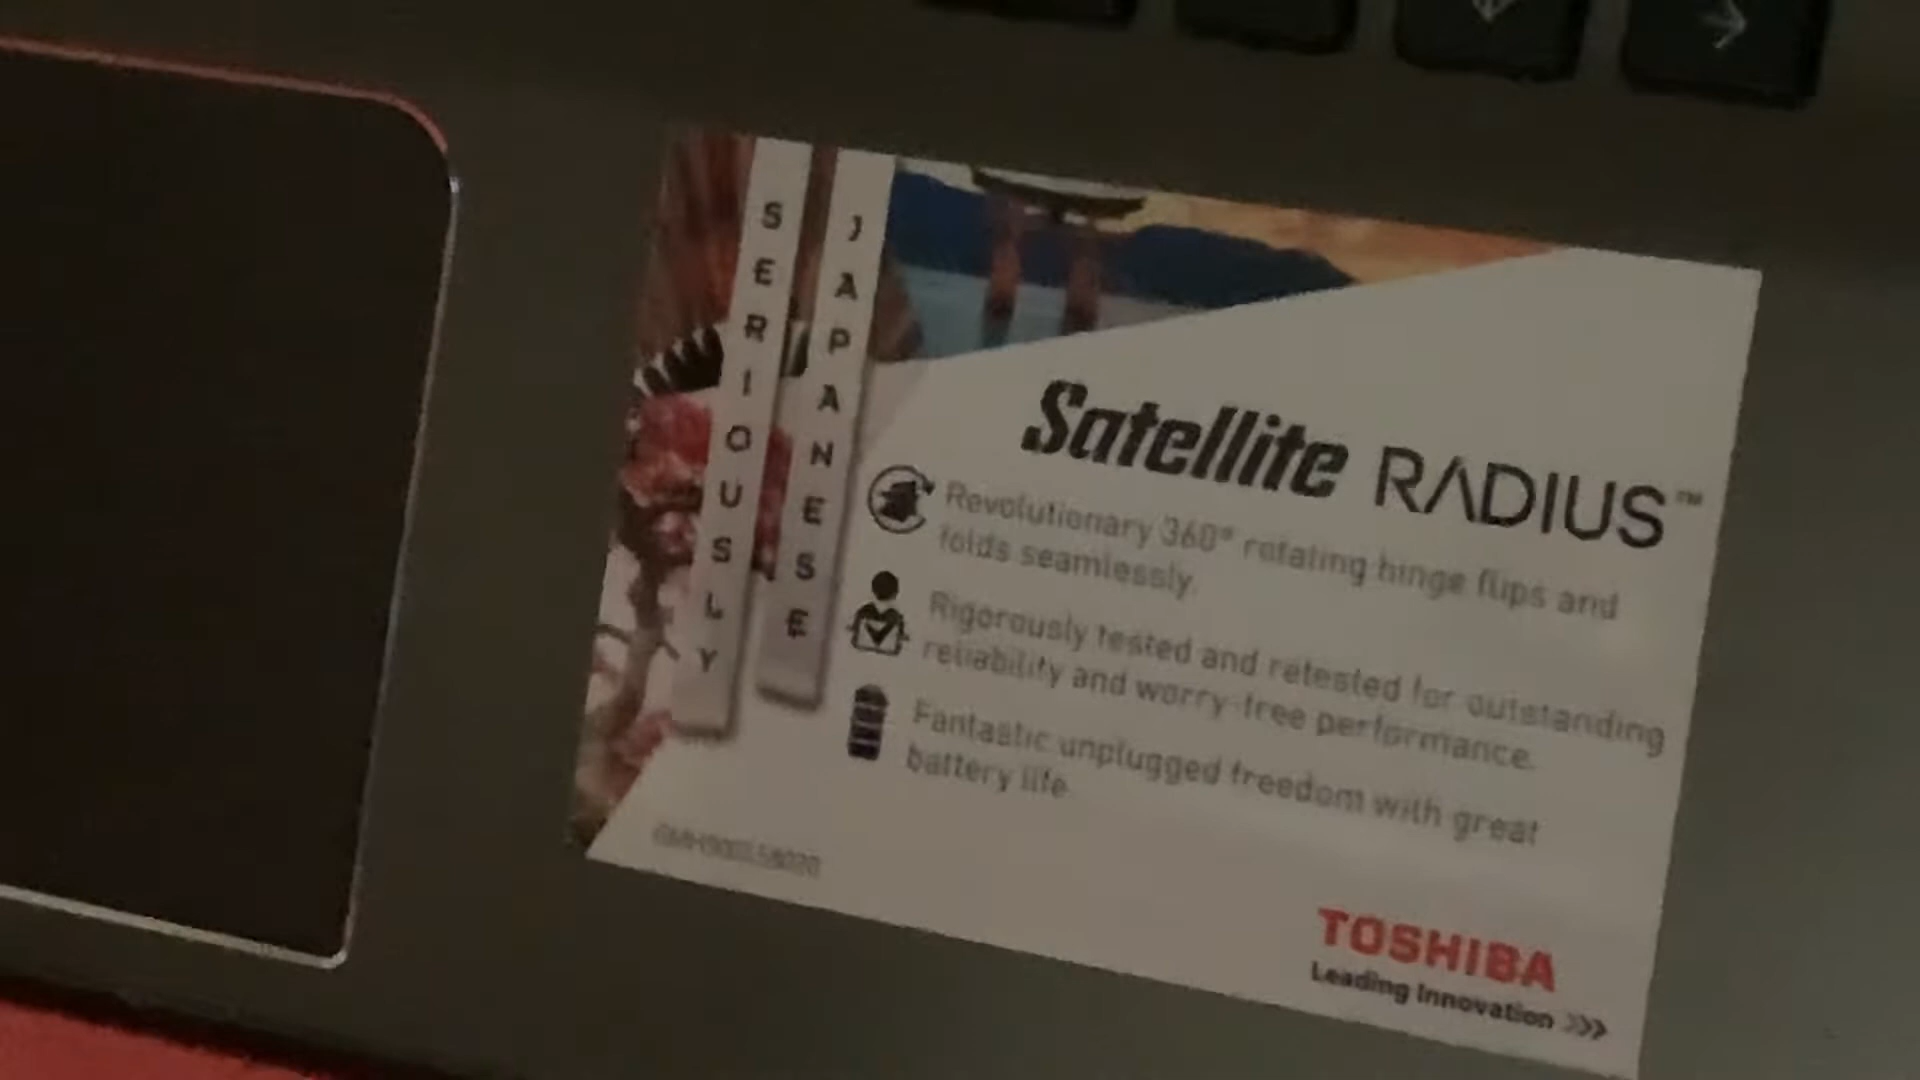 SERIOUSLY
JAPANESE
Satellite RADIUS™
Revolutionary 360° rotating hinge flips and
folds seamlessly.
Rigorously tested and retested for outstanding
reliability and worry-free performance.
Fantastic unplugged freedom with great
battery life
TOSHIBA
Leading Innovation >>>